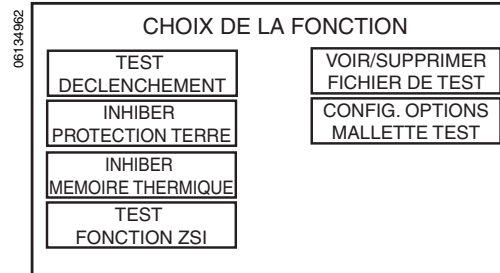 06134962
CHOIX DE LA FONCTION
TEST
DECLENCHEMENT
INHIBER
PROTECTION TERRE
INHIBER
MEMOIRE THERMIQUE
TEST
FONCTION ZSI
VOIR/SUPPRIMER
FICHIER DE TEST
CONFIG. OPTIONS
MALLETTE TEST